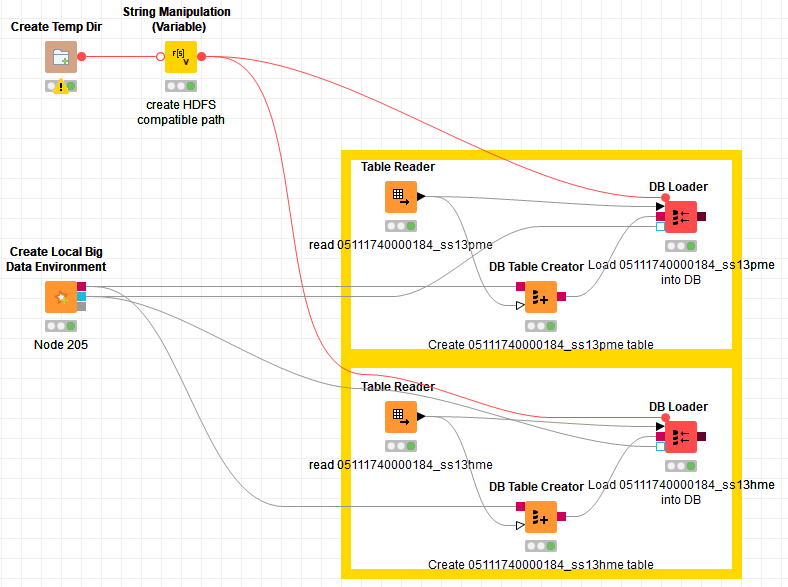 Create Temp Dir
String Manipulation
(Variable)
r[s]
v
create HDFS
compatible path
Table Reader
DB Loader
read 05111740000184_ss13pme
Create Local Big
Data Environment
DB Table Creator
Load 05111740000184_ss13pme
into DB
Node 205
Create 05111740000184_ss13pme table
Table Reader
DB Loader
read 05111740000184_ss13hme
DB Table Creator
Load 05111740000184_ss13hme
into DB
Create 05111740000184_ss13hme table